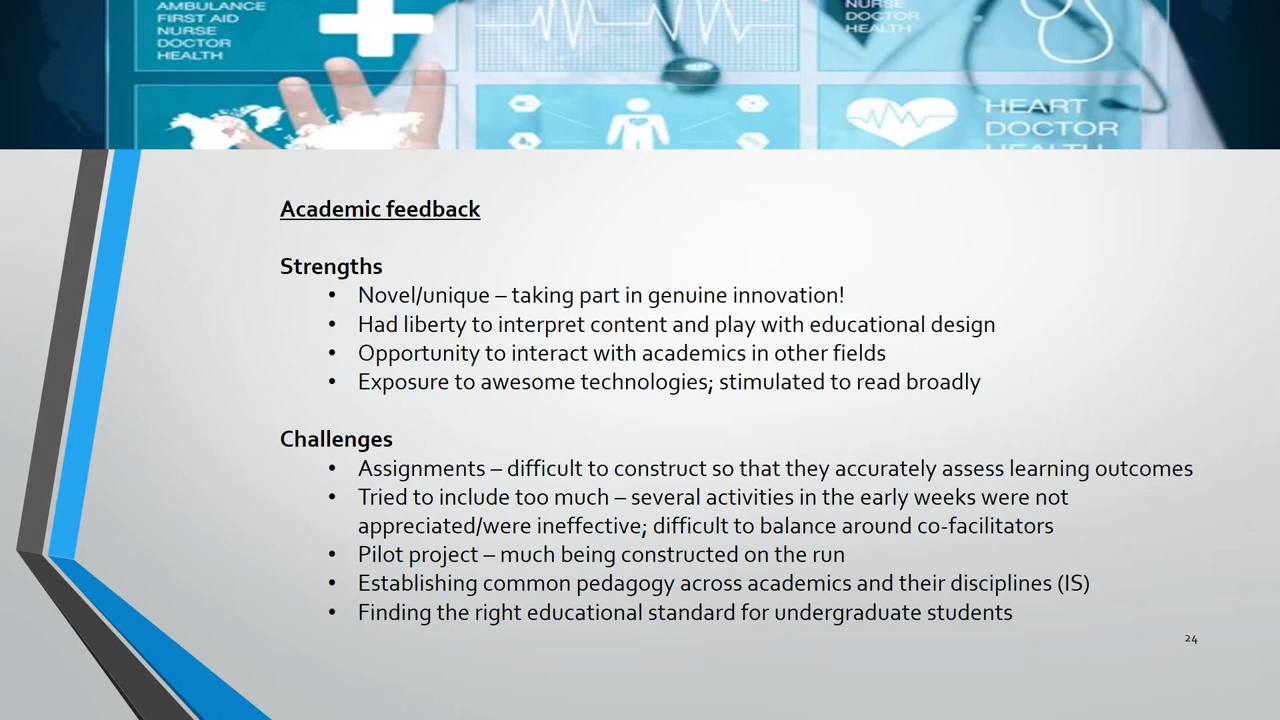 AMBULANCE
FIRST AID
NURSE
DOCTOR
HEALTH
NURSE
DOCTOR
HEALTH
HEART
DOCTOR
HEALTH
Academic feedback
Strengths
• Novel/unique – taking part in genuine innovation!
• Had liberty to interpret content and play with educational design
• Opportunity to interact with academics in other fields
• Exposure to awesome technologies; stimulated to read broadly
Challenges
• Assignments – difficult to construct so that they accurately assess learning outcomes
• Tried to include too much – several activities in the early weeks were not
appreciated/were ineffective; difficult to balance around co-facilitators
• Pilot project – much being constructed on the run
• Establishing common pedagogy across academics and their disciplines (IS)
• Finding the right educational standard for undergraduate students
24